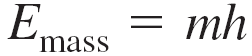 E_mass = mh